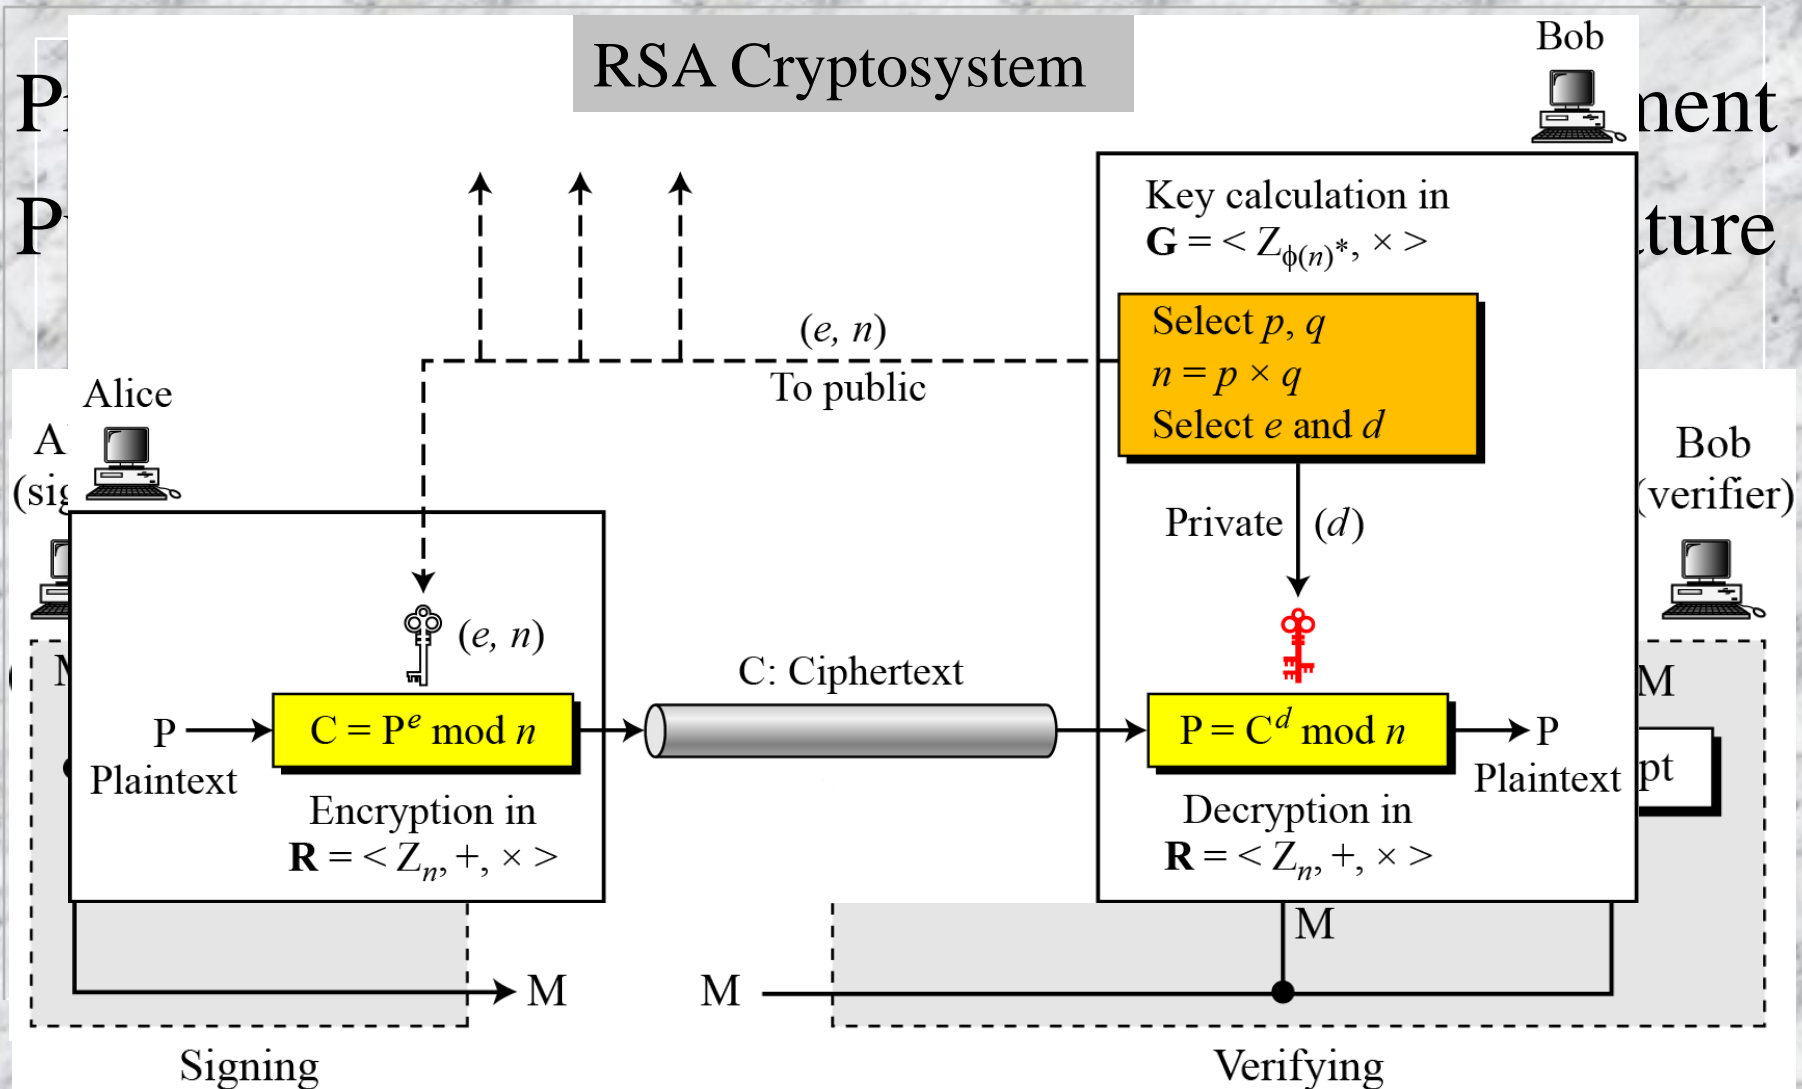 RSA Cryptosystem
Bob
Key calculation in
G = < Z_ϕ(n)*, × >
Select p, q
n = p × q
Select e and d
(e, n)
To public
Alice
Bob
(verifier)
Private (d)
(e, n)
C: Ciphertext
M
P
C = P^e mod n
P = C^d mod n
P
Plaintext
Plaintext
Encryption in
R = < Z_n, +, × >
Decryption in
R = < Z_n, +, × >
M
M
M
Signing
Verifying